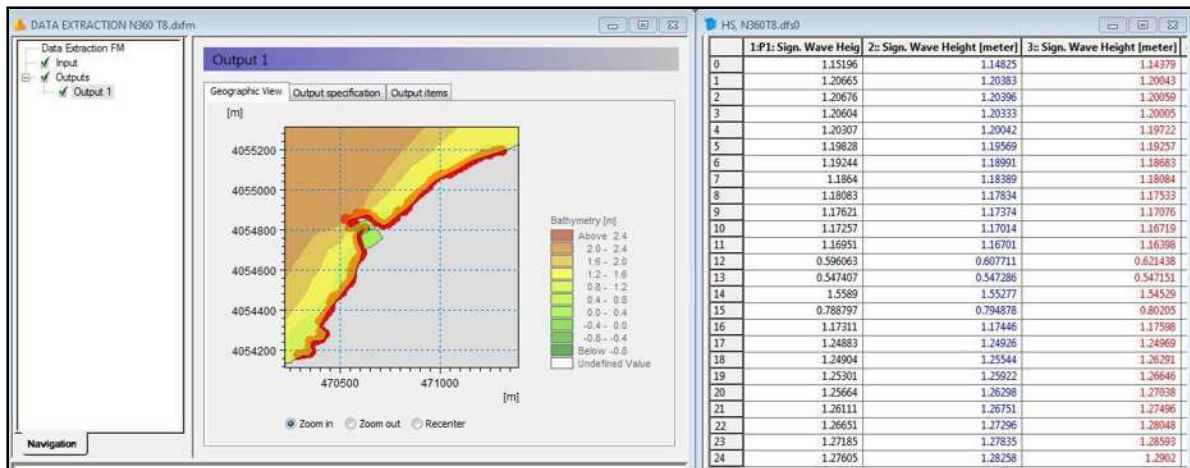 DATA EXTRACTION N360 T8.dxfm
Data Extraction FM
Input
Outputs
Output 1
Navigation
Output 1
Geographic View Output specification Output items
[m]
4055200
4055000
4054800
4054600
4054400
4054200
470500 471000
[m]
Bathymetry [m]
Above 2.4
2.0 - 2.4
1.6 - 2.0
1.2 - 1.6
0.8 - 1.2
0.4 - 0.8
0.0 - 0.4
-0.4 - 0.0
-0.8 - -0.4
Below -0.8
Undefined Value
Zoom in Zoom out Recenter
HS, N360T8.dfs0
1:P1: Sign. Wave Heig 2:: Sign. Wave Height [meter] 3:: Sign. Wave Height [meter]
0 1.15196 1.14825 1.14379
1 1.20665 1.20383 1.20043
2 1.20676 1.20396 1.20059
3 1.20604 1.20333 1.20005
4 1.20307 1.20042 1.19722
5 1.19828 1.19569 1.19257
6 1.19244 1.18991 1.18683
7 1.1864 1.18389 1.18084
8 1.18083 1.17834 1.17533
9 1.17621 1.17374 1.17076
10 1.17257 1.17014 1.16719
11 1.16951 1.16701 1.16398
12 0.596063 0.607711 0.621438
13 0.547407 0.547286 0.547151
14 1.5589 1.55277 1.54529
15 0.788797 0.794878 0.80205
16 1.17311 1.17446 1.17598
17 1.24883 1.24926 1.24969
18 1.24904 1.25544 1.26291
19 1.25301 1.25922 1.26646
20 1.25664 1.26298 1.27038
21 1.26111 1.26751 1.27496
22 1.26651 1.27296 1.28048
23 1.27185 1.27835 1.28593
24 1.27605 1.28258 1.2902